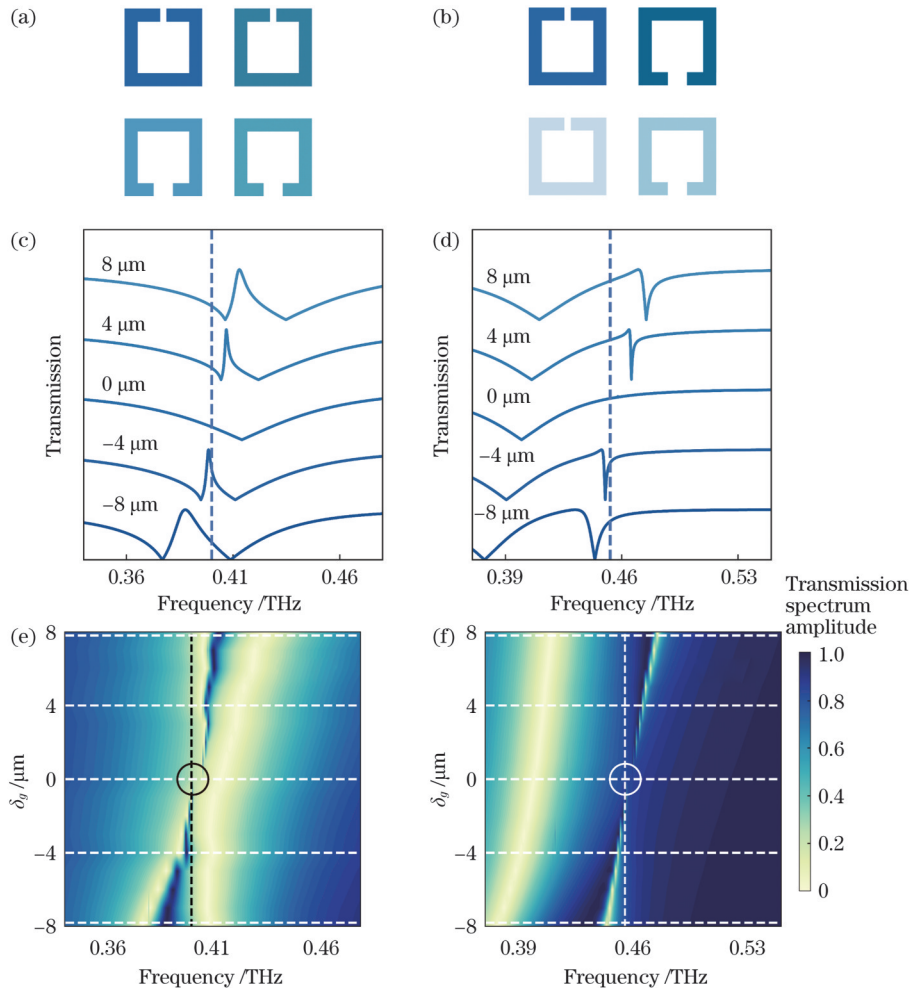 (a)
(b)
(c)
(d)
8 μm
4 μm
0 μm
−4 μm
−8 μm
Transmission
0.36
0.41
0.46
Frequency /THz
8 μm
4 μm
0 μm
−4 μm
−8 μm
Transmission
0.39
0.46
0.53
Frequency /THz
Transmission
spectrum
amplitude
(e)
(f)
8
4
0
-4
-8
δg /μm
0.36
0.41
0.46
Frequency /THz
8
4
0
-4
-8
δg /μm
0.39
0.46
0.53
Frequency /THz
1.0
0.8
0.6
0.4
0.2
0